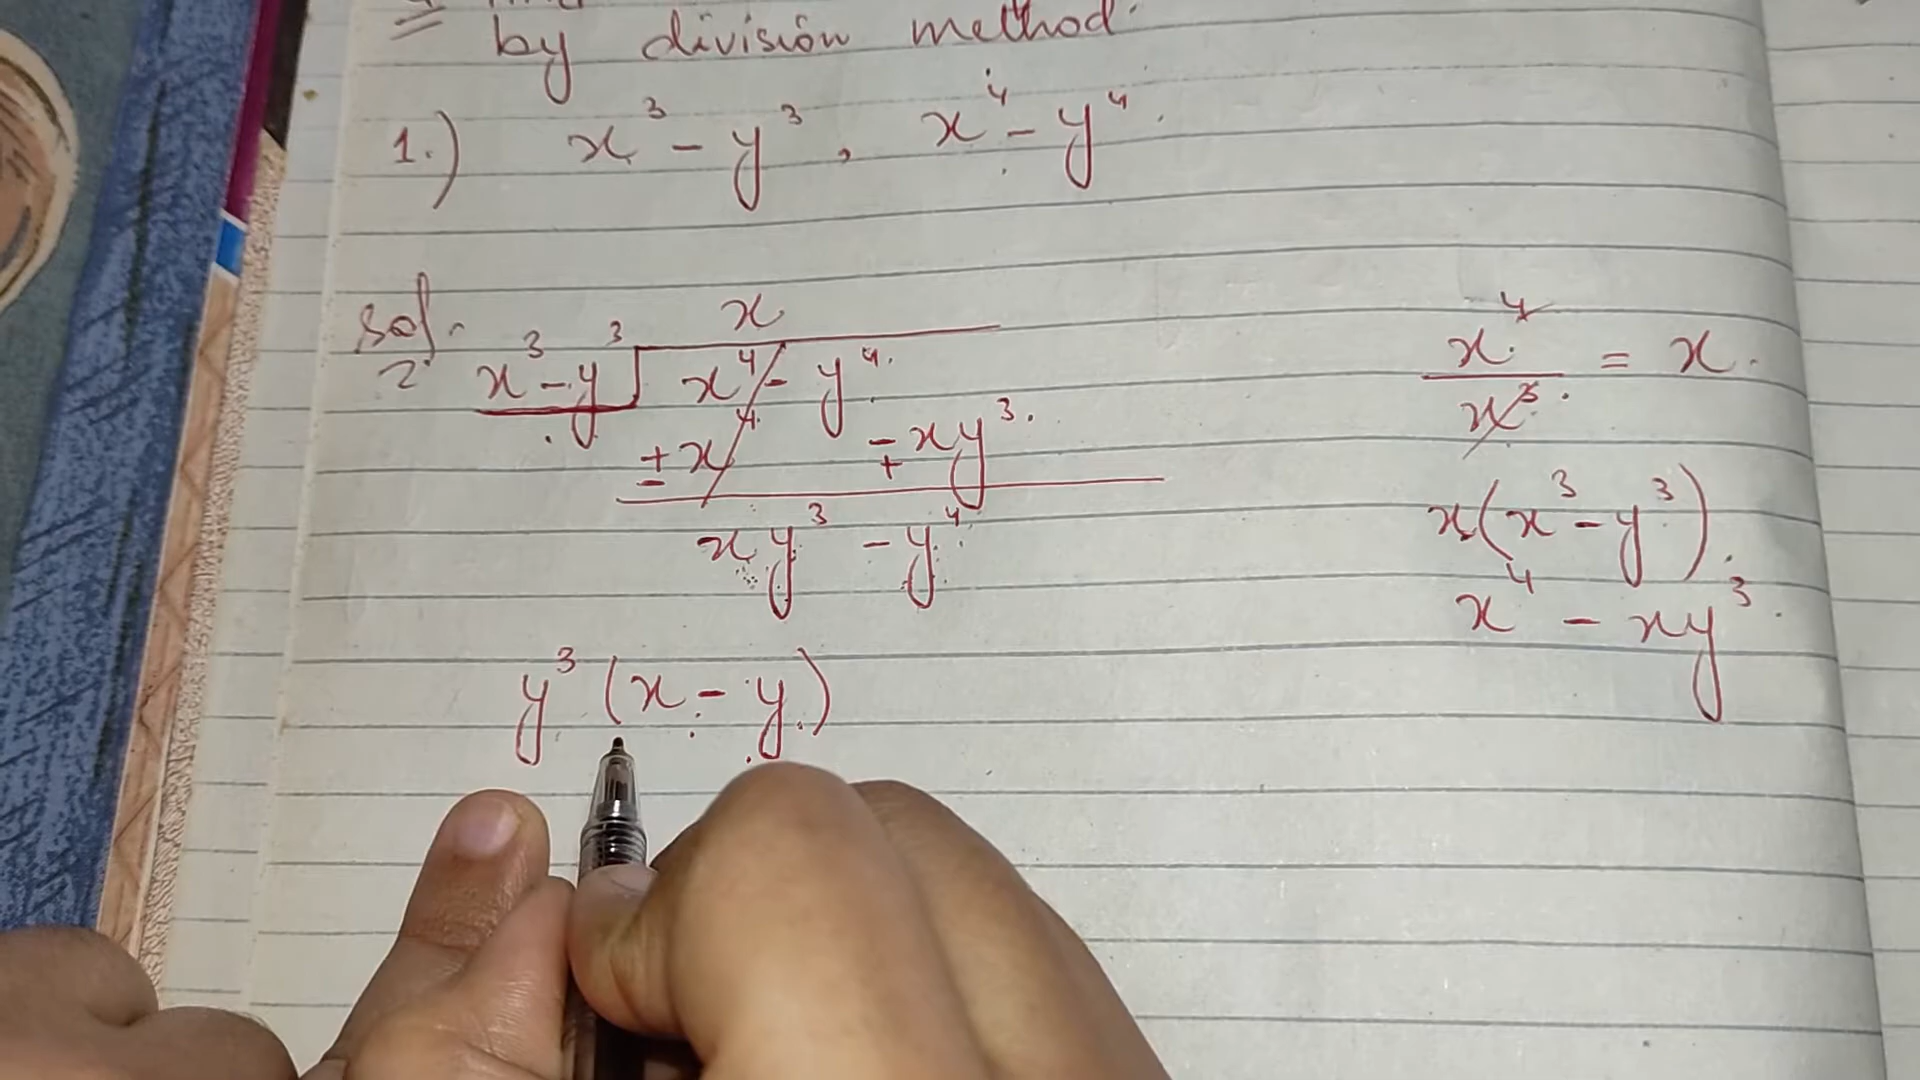 by division method.
1.) x³ - y³, x⁴ - y⁴.
Sol.
x
x³ - y³ x⁴ - y⁴
± x⁴ - + xy³.
xy³ - y⁴
y³ (x - y)
x⁴ / x³ = x.
x(x³ - y³)
x⁴ - xy³.